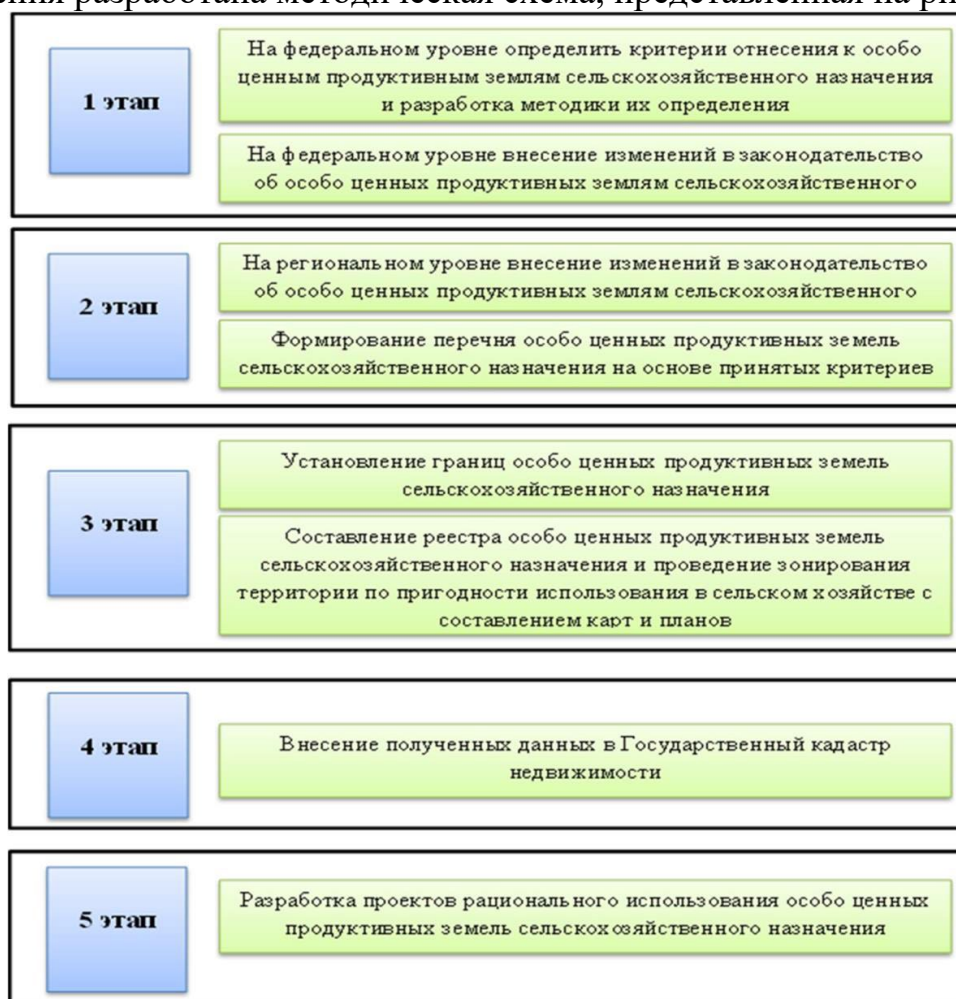 разработана методическая схема, представленная на
На федеральном уровне определить критерии отнесения к особо
ценным продуктивным землям сельскохозяйственного назначения
и разработка методики их определения
1 этап
На федеральном уровне внесение изменений в законодательство
об особо ценных продуктивных землям сельскохозяйственного
На региональном уровне внесение изменений в законодательство
об особо ценных продуктивных землям сельскохозяйственного
2 этап
Формирование перечня особо ценных продуктивных земель
сельскохозяйственного назначения на основе принятых критериев
Установление границ особо ценных продуктивных земель
сельскохозяйственного назначения
3 этап
Составление реестра особо ценных продуктивных земель
сельскохозяйственного назначения и проведение зонирования
территории по пригодности использования в сельском хозяйстве с
составлением карт и планов
4 этап
Внесение полученных данных в Государственный кадастр
недвижимости
5 этап
Разработка проектов рационального использования особо ценных
продуктивных земель сельскохозяйственного назначения